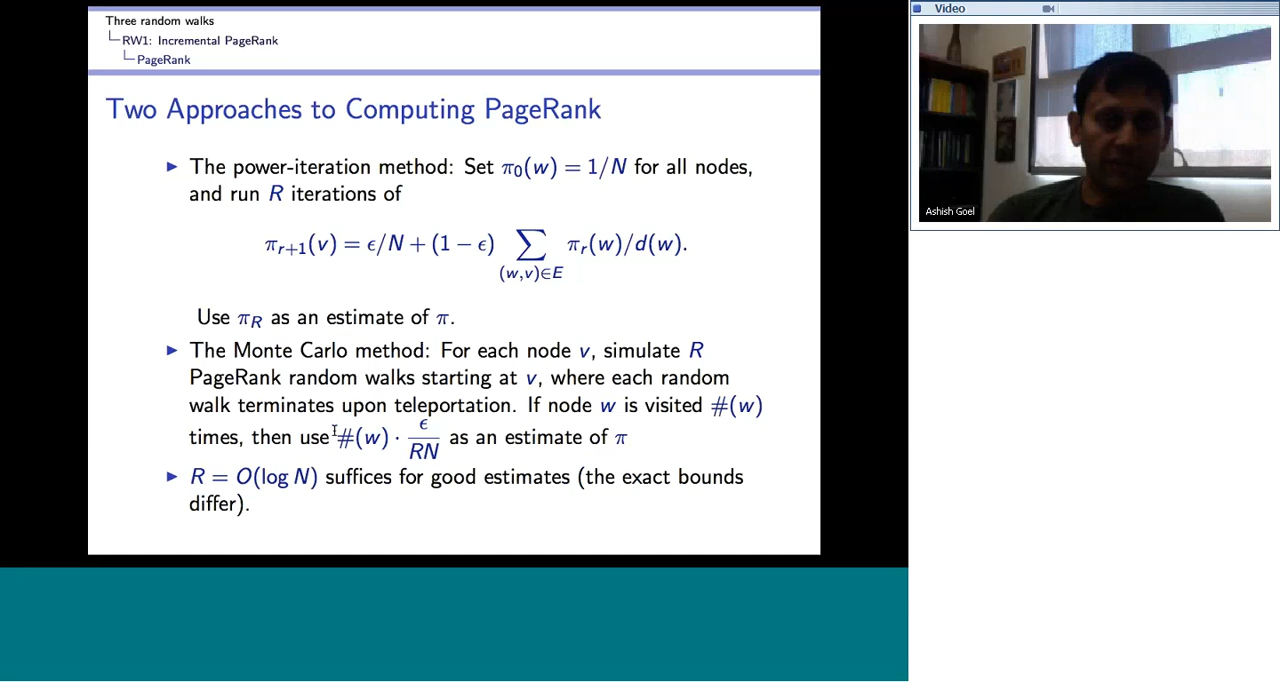 Three random walks
RW1: Incremental PageRank
PageRank
Two Approaches to Computing PageRank
▶ The power-iteration method: Set π₀(w) = 1/N for all nodes,
and run R iterations of
πᵣ₊₁(v) = ϵ/N + (1 − ϵ) ∑ πᵣ(w)/d(w).
(w,v)∈E
Use π_R as an estimate of π.
▶ The Monte Carlo method: For each node v, simulate R
PageRank random walks starting at v, where each random
walk terminates upon teleportation. If node w is visited #(w)
times, then use #(w) · ϵ/RN as an estimate of π
▶ R = O(log N) suffices for good estimates (the exact bounds
differ).
Video
Ashish Goel